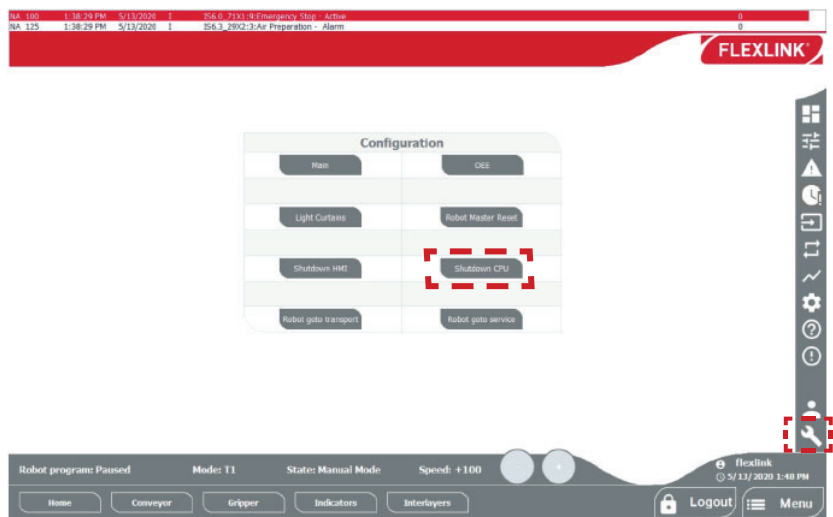 NA 100 1:38:29 PM 5/13/2020 I IS6.0_71X1:9:Emergency Stop - Active 0
NA 125 1:38:29 PM 5/13/2020 I IS6.3_29X2:3:Air Preparation - Alarm 0
FLEXLINK
Configuration
Main OEE
Light Curtains Robot Master Reset
Shutdown HMI Shutdown CPU
Robot goto transport Robot goto service
Robot program: Paused Mode: T1 State: Manual Mode Speed: +100 - +
flexlink
5/13/2020 1:48 PM
Home Conveyor Gripper Indicators Interlayers Logout Menu